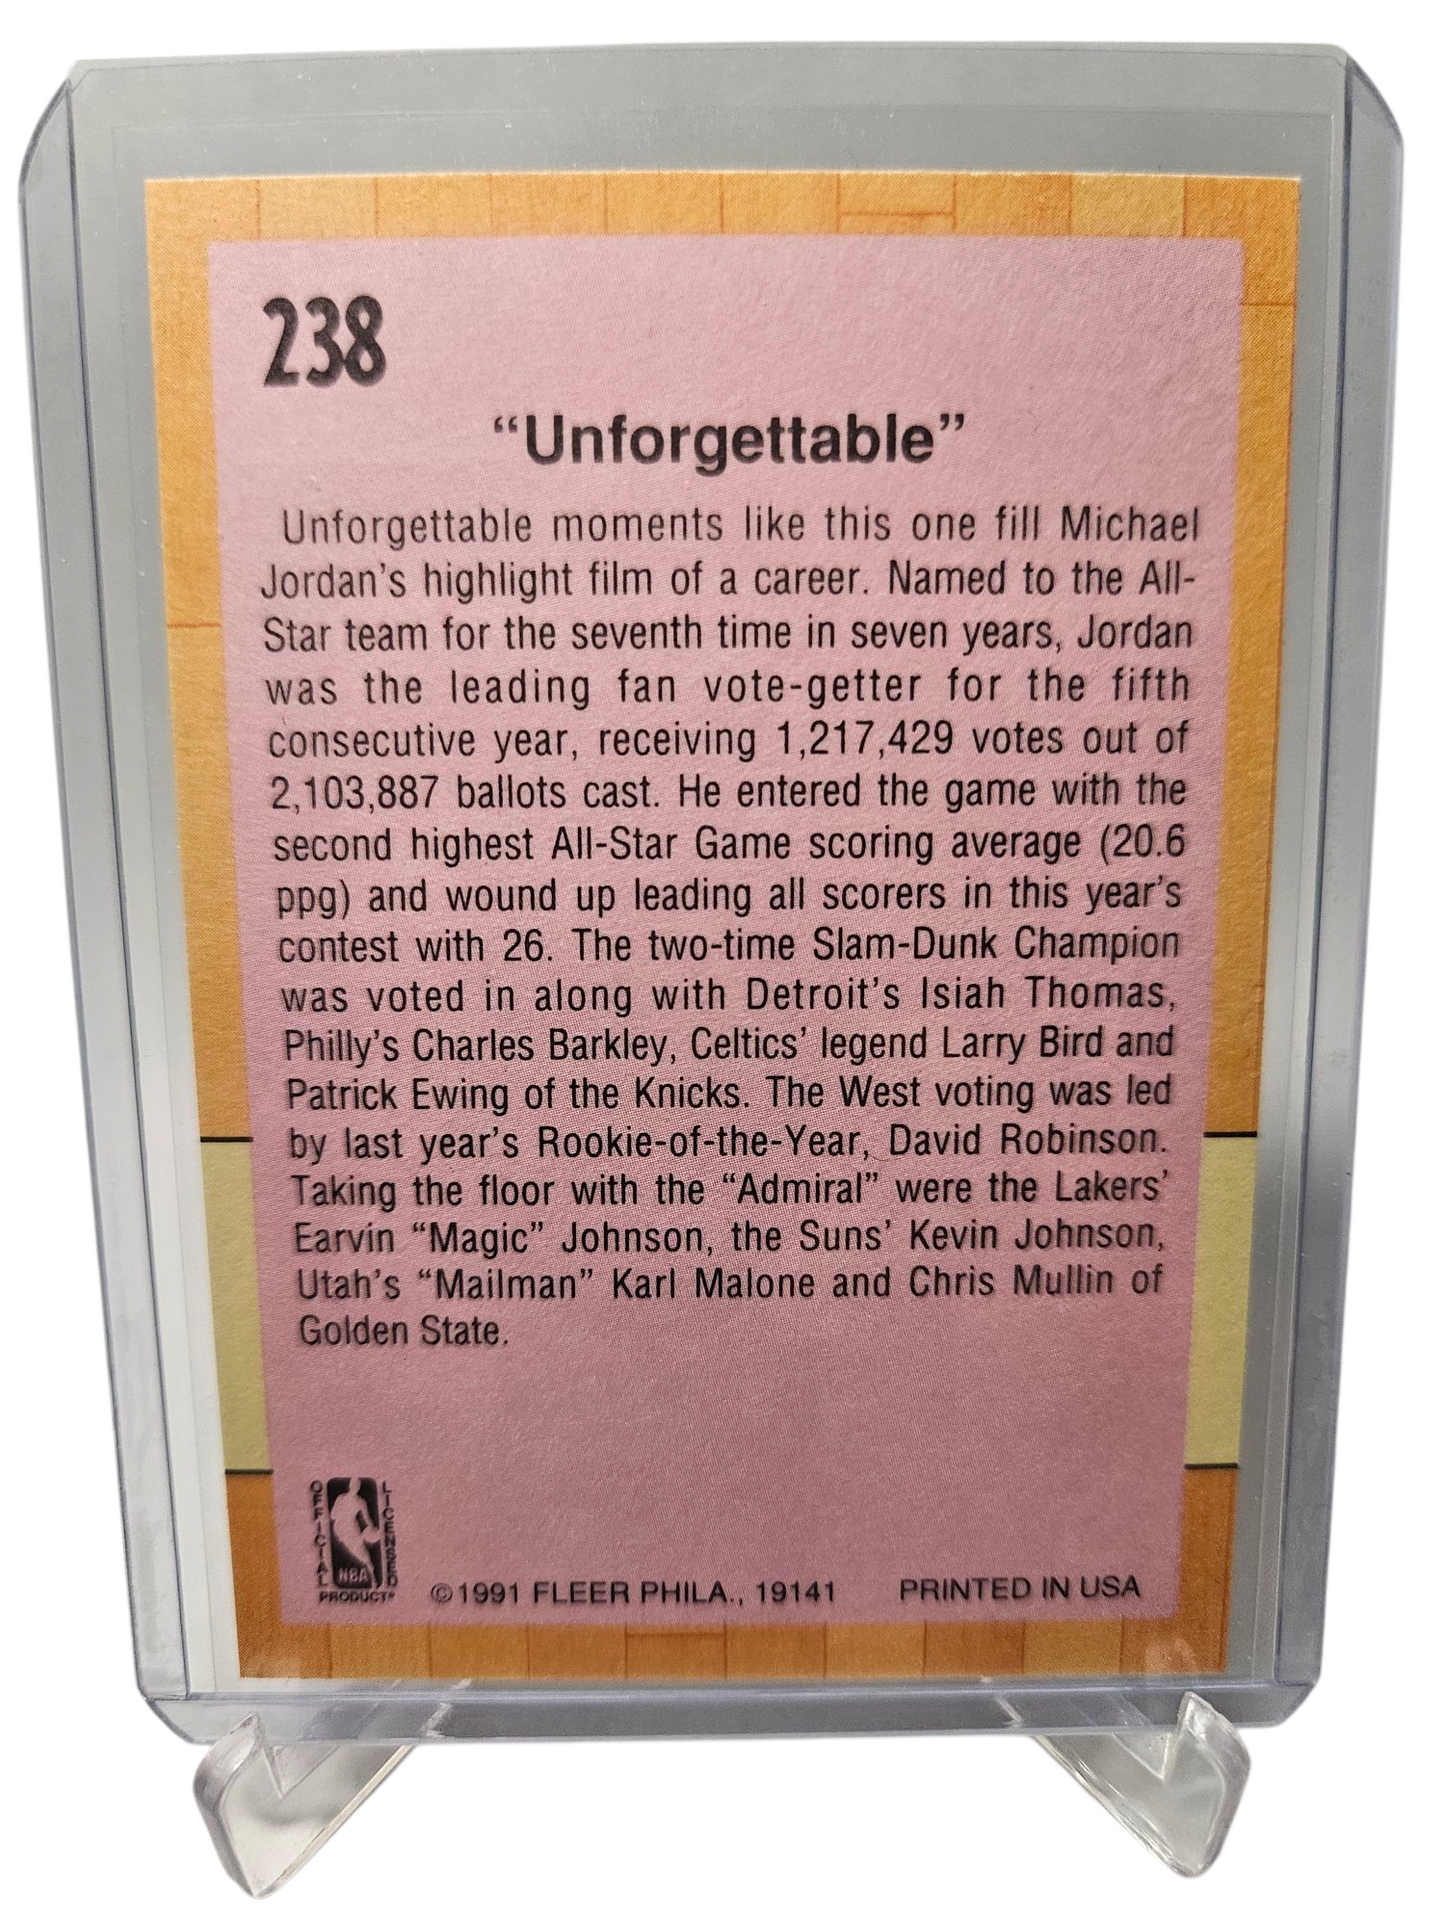 238
“Unforgettable”
Unforgettable moments like this one fill Michael
Jordan’s highlight film of a career. Named to the All-
Star team for the seventh time in seven years, Jordan
was the leading fan vote-getter for the fifth
consecutive year, receiving 1,217,429 votes out of
2,103,887 ballots cast. He entered the game with the
second highest All-Star Game scoring average (20.6
ppg) and wound up leading all scorers in this year’s
contest with 26. The two-time Slam-Dunk Champion
was voted in along with Detroit’s Isiah Thomas,
Philly’s Charles Barkley, Celtics’ legend Larry Bird and
Patrick Ewing of the Knicks. The West voting was led
by last year’s Rookie-of-the-Year, David Robinson.
Taking the floor with the “Admiral” were the Lakers’
Earvin “Magic” Johnson, the Suns’ Kevin Johnson,
Utah’s “Mailman” Karl Malone and Chris Mullin of
Golden State.
OFFICIAL
LICENSED
NBA
PRODUCT®
©1991 FLEER PHILA., 19141 PRINTED IN USA